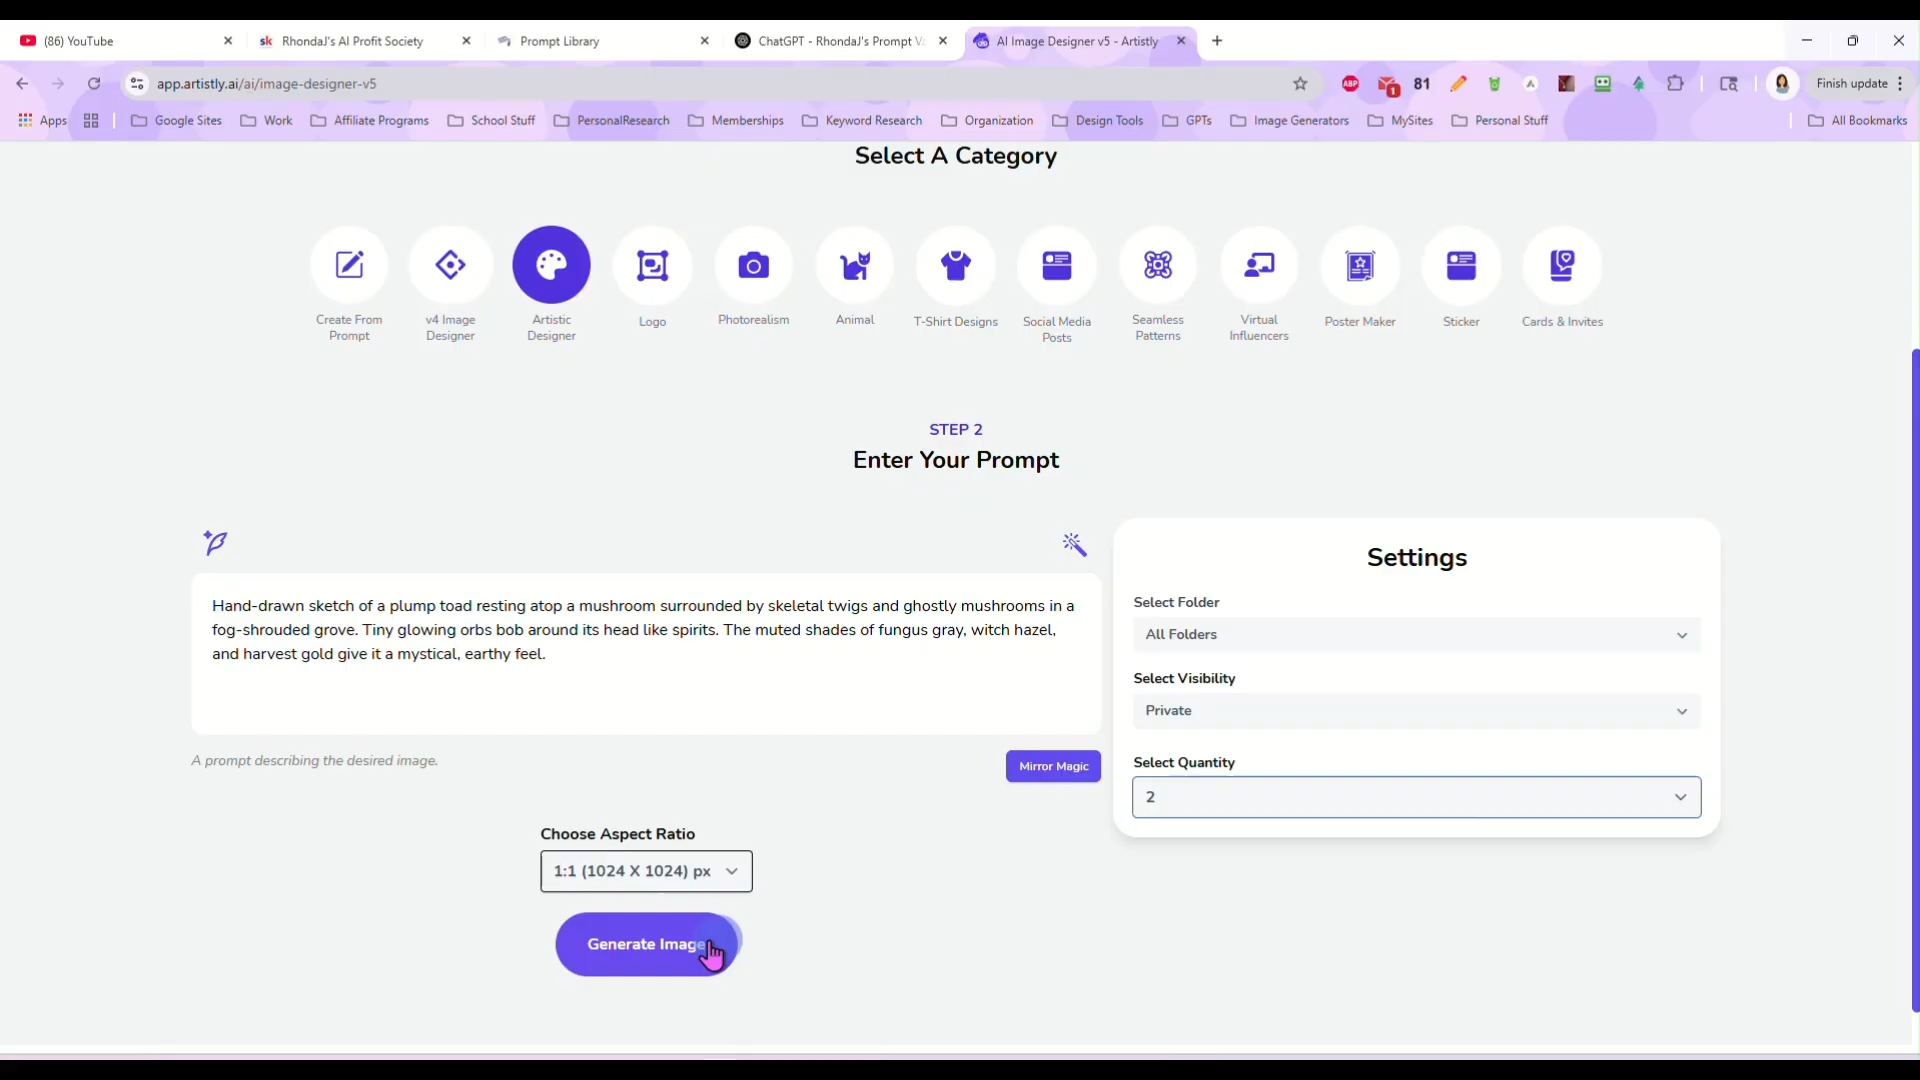 (86) YouTube
sk RhondaJ's AI Profit Society
Prompt Library
ChatGPT - RhondaJ's Prompt Va
AI Image Designer v5 - Artistly
app.artistly.ai/ai/image-designer-v5
ABP
1
81
Finish update
Apps
Google Sites
Work
Affiliate Programs
School Stuff
PersonalResearch
Memberships
Keyword Research
Organization
Design Tools
GPTs
Image Generators
MySites
Personal Stuff
All Bookmarks
Select A Category
Create From
Prompt
v4 Image
Designer
Artistic
Designer
Logo
Photorealism
Animal
T-Shirt Designs
Social Media
Posts
Seamless
Patterns
Virtual
Influencers
Poster Maker
Sticker
Cards & Invites
STEP 2
Enter Your Prompt
Hand-drawn sketch of a plump toad resting atop a mushroom surrounded by skeletal twigs and ghostly mushrooms in a
fog-shrouded grove. Tiny glowing orbs bob around its head like spirits. The muted shades of fungus gray, witch hazel,
and harvest gold give it a mystical, earthy feel.
A prompt describing the desired image.
Mirror Magic
Choose Aspect Ratio
1:1 (1024 X 1024) px
Generate Image
Settings
Select Folder
All Folders
Select Visibility
Private
Select Quantity
2